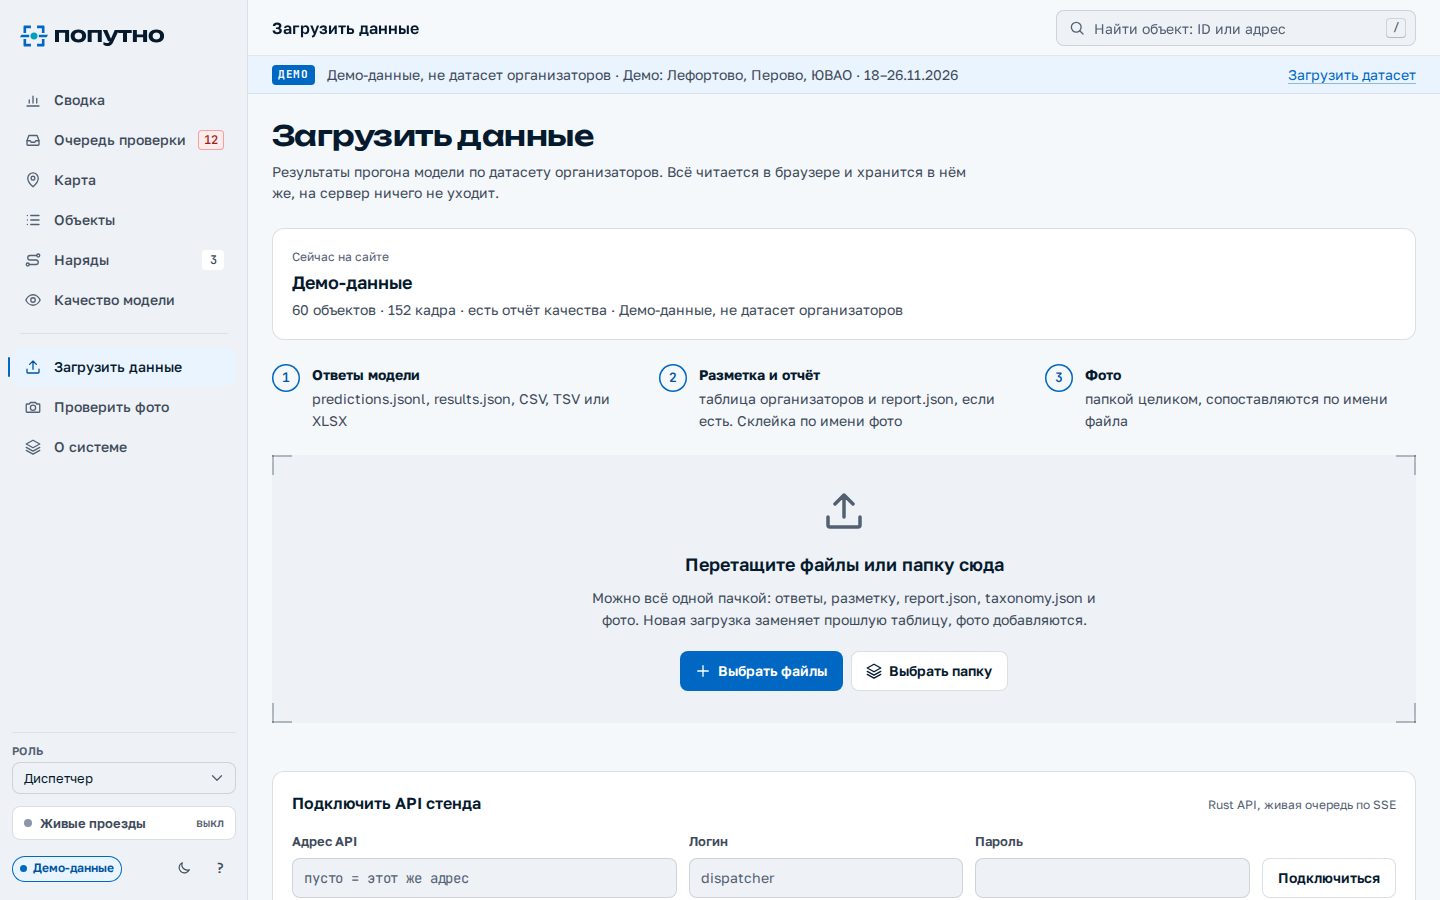 ПОПУТНО
Сводка
Очередь проверки 12
Карта
Объекты
Наряды 3
Качество модели
Загрузить данные
Проверить фото
О системе
РОЛЬ
Диспетчер
Живые проезды ВЫКЛ
Демо-данные ?
Загрузить данные
Найти объект: ID или адрес /
ДЕМО Демо-данные, не датасет организаторов · Демо: Лефортово, Перово, ЮВАО · 18–26.11.2026 Загрузить датасет
Загрузить данные
Результаты прогона модели по датасету организаторов. Всё читается в браузере и хранится в нём
же, на сервер ничего не уходит.
Сейчас на сайте
Демо-данные
60 объектов · 152 кадра · есть отчёт качества · Демо-данные, не датасет организаторов
1 Ответы модели
predictions.jsonl, results.json, CSV, TSV или
XLSX
2 Разметка и отчёт
таблица организаторов и report.json, если
есть. Склейка по имени фото
3 Фото
папкой целиком, сопоставляются по имени
файла
Перетащите файлы или папку сюда
Можно всё одной пачкой: ответы, разметку, report.json, taxonomy.json и
фото. Новая загрузка заменяет прошлую таблицу, фото добавляются.
Выбрать файлы Выбрать папку
Подключить API стенда Rust API, живая очередь по SSE
Адрес API Логин Пароль
пусто = этот же адрес dispatcher Подключиться